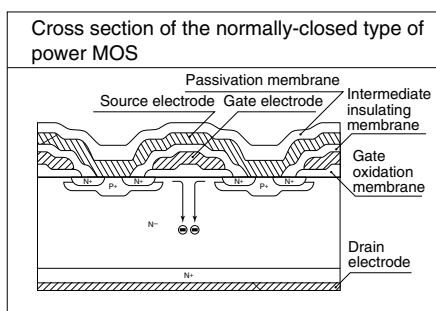 Cross section of the normally-closed type of
power MOS
Passivation membrane
Source electrode Gate electrode
Intermediate
insulating
membrane
Gate
oxidation
membrane
N+ N+ N+ N+
P+ P+
N−
N+
Drain
electrode